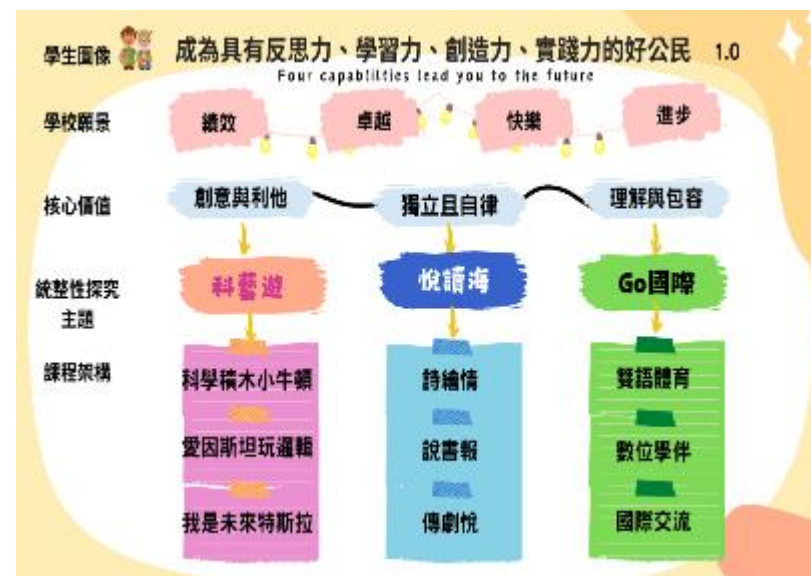 學生圖像 成為具有反思力、學習力、創造力、實踐力的好公民 1.0
Four capabilities lead you to the future
學校願景 績效 卓越 快樂 進步
核心價值 創意與利他 獨立且自律 理解與包容
統整性探究
主題
科藝遊 悅讀海 Go國際
課程架構
科學積木小牛頓 詩繪情 雙語體育
愛因斯坦玩邏輯 說書報 數位學伴
我是未來特斯拉 傳劇悅 國際交流